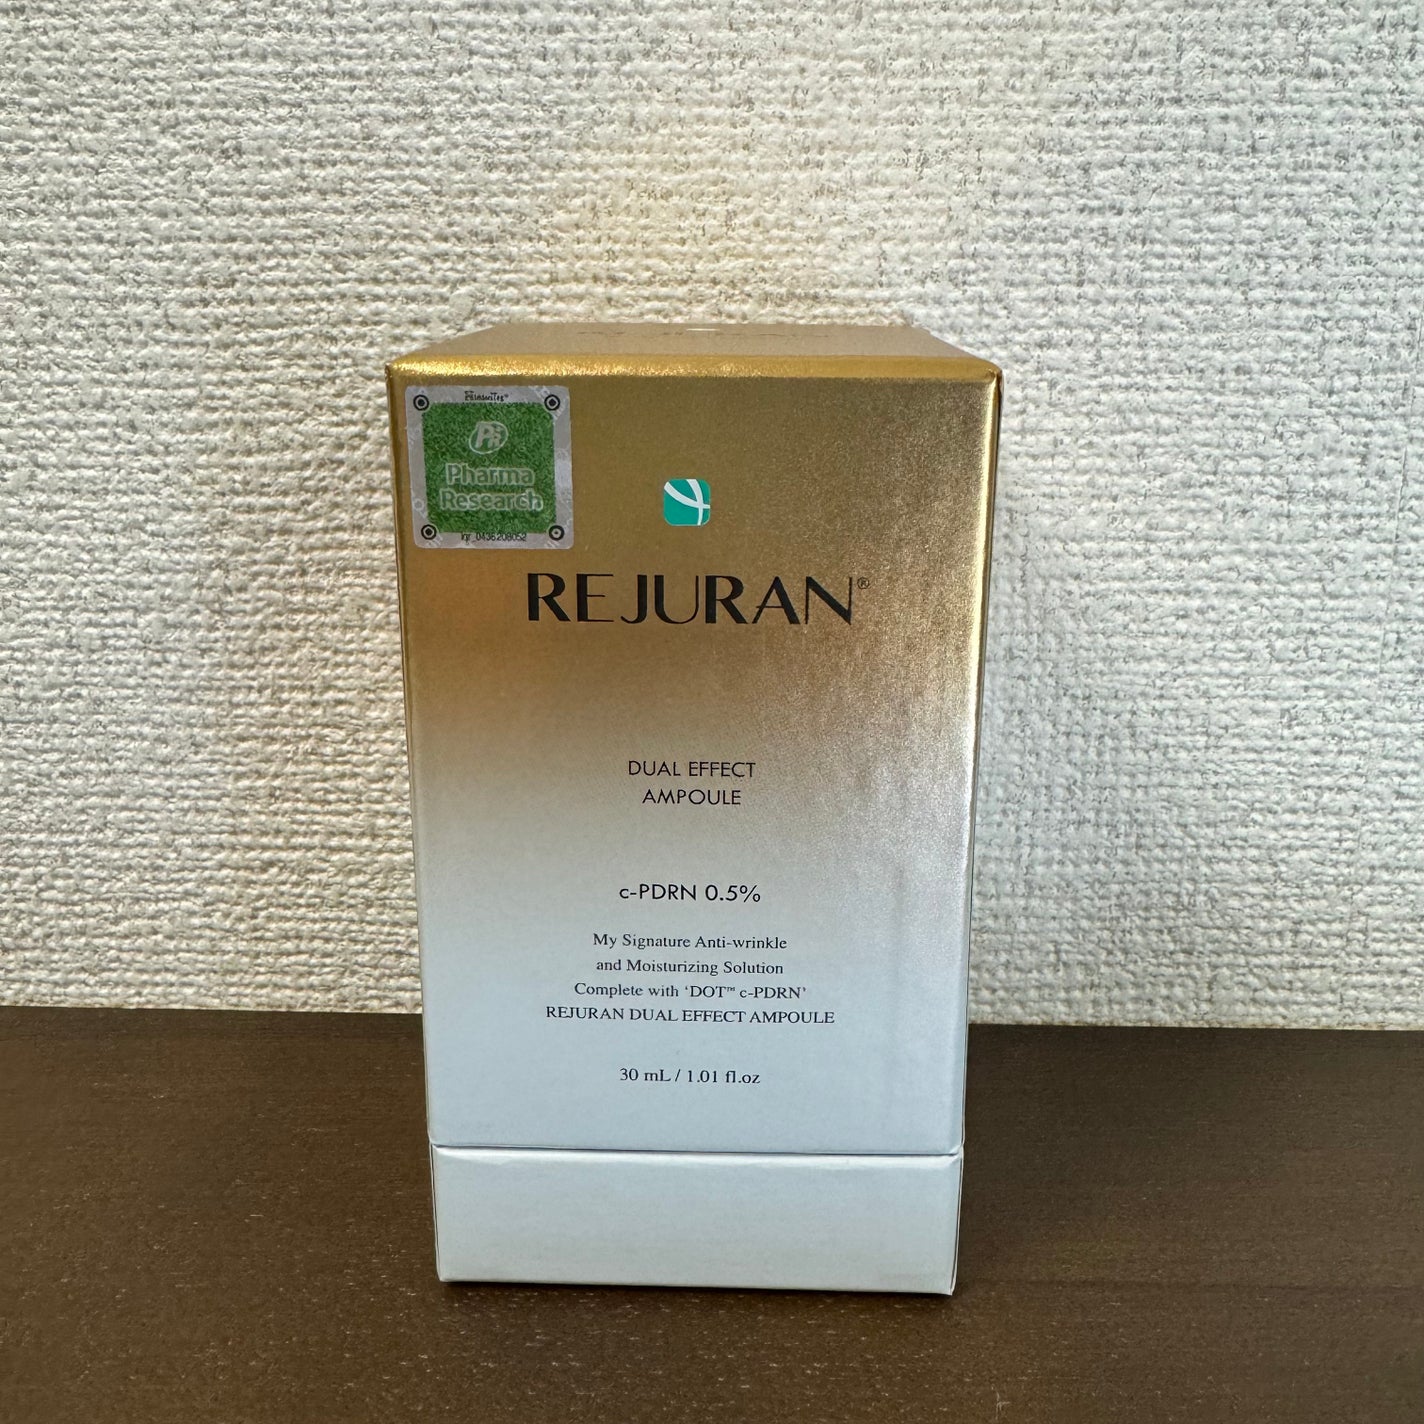 Pharma
Research
0436208052
REJURAN®
DUAL EFFECT
AMPOULE
c-PDRN 0.5%
My Signature Anti-wrinkle
and Moisturizing Solution
Complete with ‘DOT™ c-PDRN’
REJURAN DUAL EFFECT AMPOULE
30 mL / 1.01 fl.oz